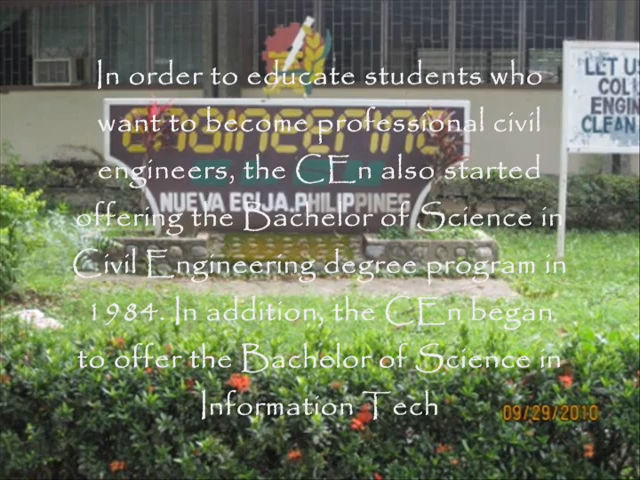 In order to educate students who
want to become professional civil
engineers, the CEn also started
offering the Bachelor of Science in
Civil Engineering degree program in
1984. In addition, the CEn began
to offer the Bachelor of Science in
Information Tech
ENGINEERING
NUEVA ECIJA, PHILIPPINES
LET US
COL
ENGIN
CLEAN
09/29/2010